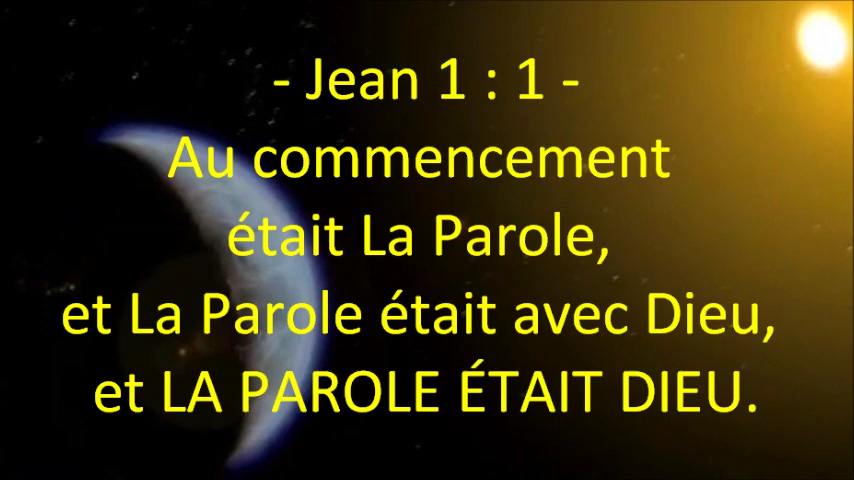 - Jean 1 : 1 -
Au commencement
était La Parole,
et La Parole était avec Dieu,
et LA PAROLE ÉTAIT DIEU.